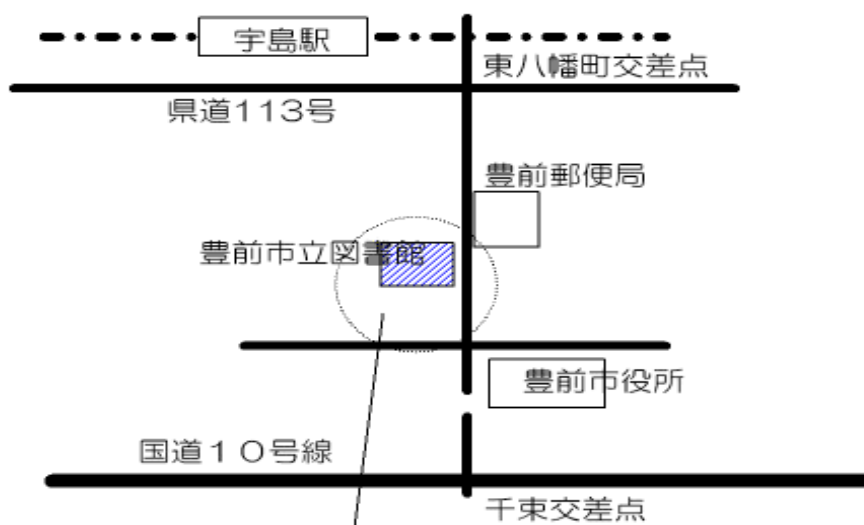 宇島駅
東八幡町交差点
県道113号
豊前郵便局
豊前市立図書館
豊前市役所
国道10号線
千束交差点